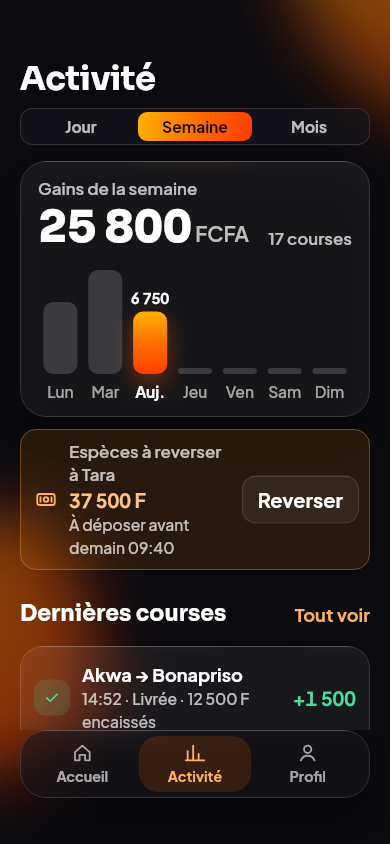 Activité
Jour Semaine Mois
Gains de la semaine
25 800 FCFA 17 courses
6 750
Lun Mar Auj. Jeu Ven Sam Dim
Espèces à reverser
à Tara
37 500 F
À déposer avant
demain 09:40
Reverser
Dernières courses Tout voir
Akwa → Bonapriso
14:52 · Livrée · 12 500 F
encaissés
+1 500
Accueil Activité Profil